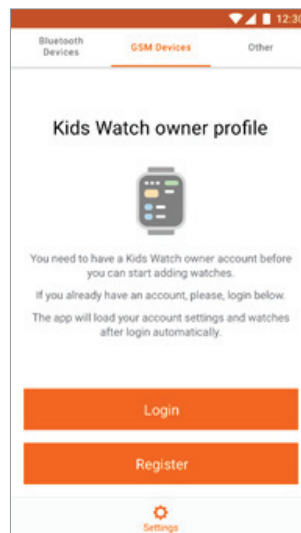 12:30
Bluetooth
Devices
GSM Devices
Other
Kids Watch owner profile
You need to have a Kids Watch owner account before
you can start adding watches.
If you already have an account, please, login below.
The app will load your account settings and watches
after login automatically.
Login
Register
Settings